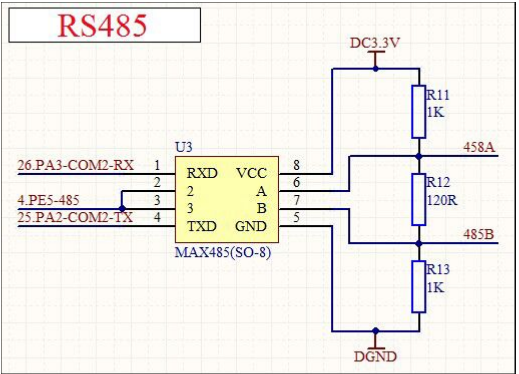 RS485
DC3.3V
R11
1K
U3
458A
26.PA3-COM2-RX 1 RXD VCC 8
2 2 A 6
R12
120R
4.PE5-485 3 3 B 7
25.PA2-COM2-TX 4 TXD GND 5
485B
MAX485(SO-8)
R13
1K
DGND